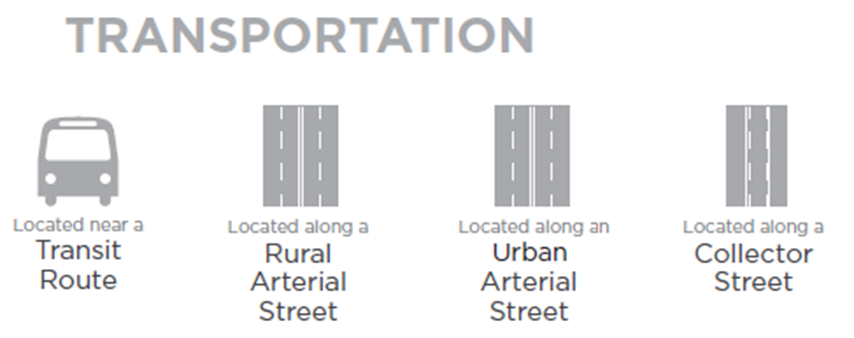 TRANSPORTATION
Located near a
Transit
Route
Located along a
Rural
Arterial
Street
Located along an
Urban
Arterial
Street
Located along a
Collector
Street